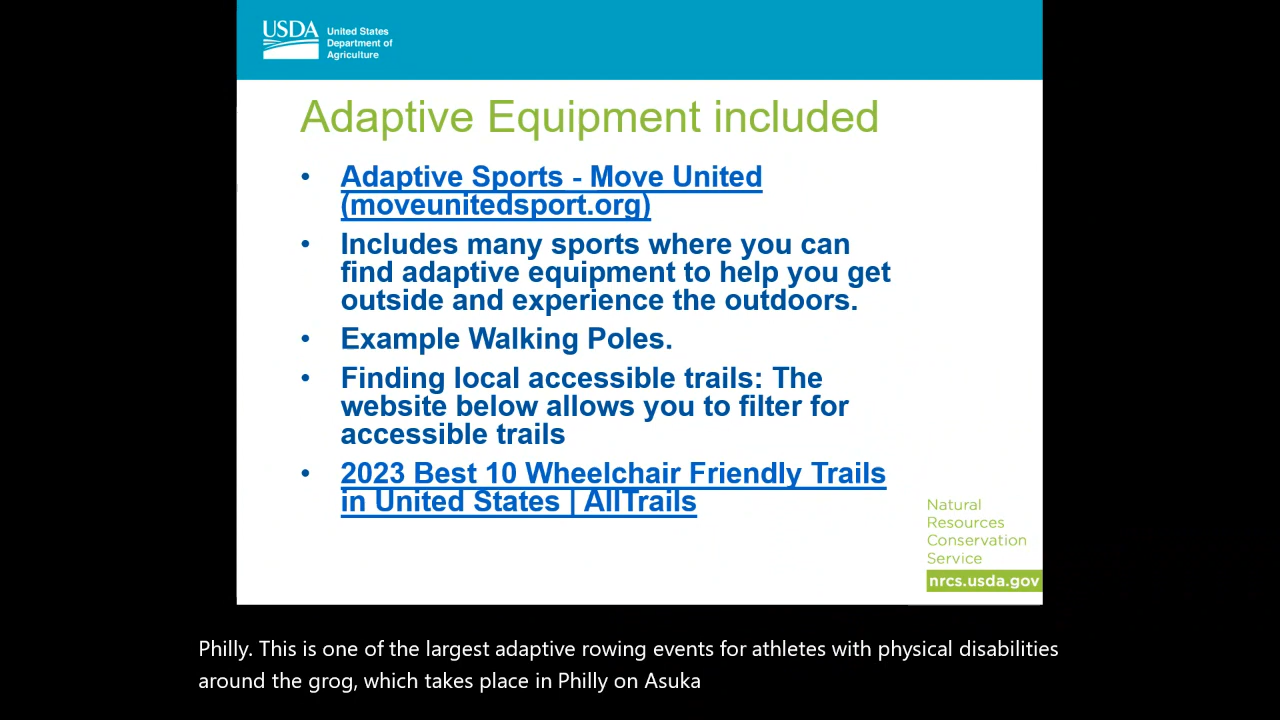 USDA
United States
Department of
Agriculture
Adaptive Equipment included
• Adaptive Sports - Move United
(moveunitedsport.org)
• Includes many sports where you can
find adaptive equipment to help you get
outside and experience the outdoors.
• Example Walking Poles.
• Finding local accessible trails: The
website below allows you to filter for
accessible trails
• 2023 Best 10 Wheelchair Friendly Trails
in United States | AllTrails
Natural
Resources
Conservation
Service
nrcs.usda.gov
Philly. This is one of the largest adaptive rowing events for athletes with physical disabilities
around the grog, which takes place in Philly on Asuka